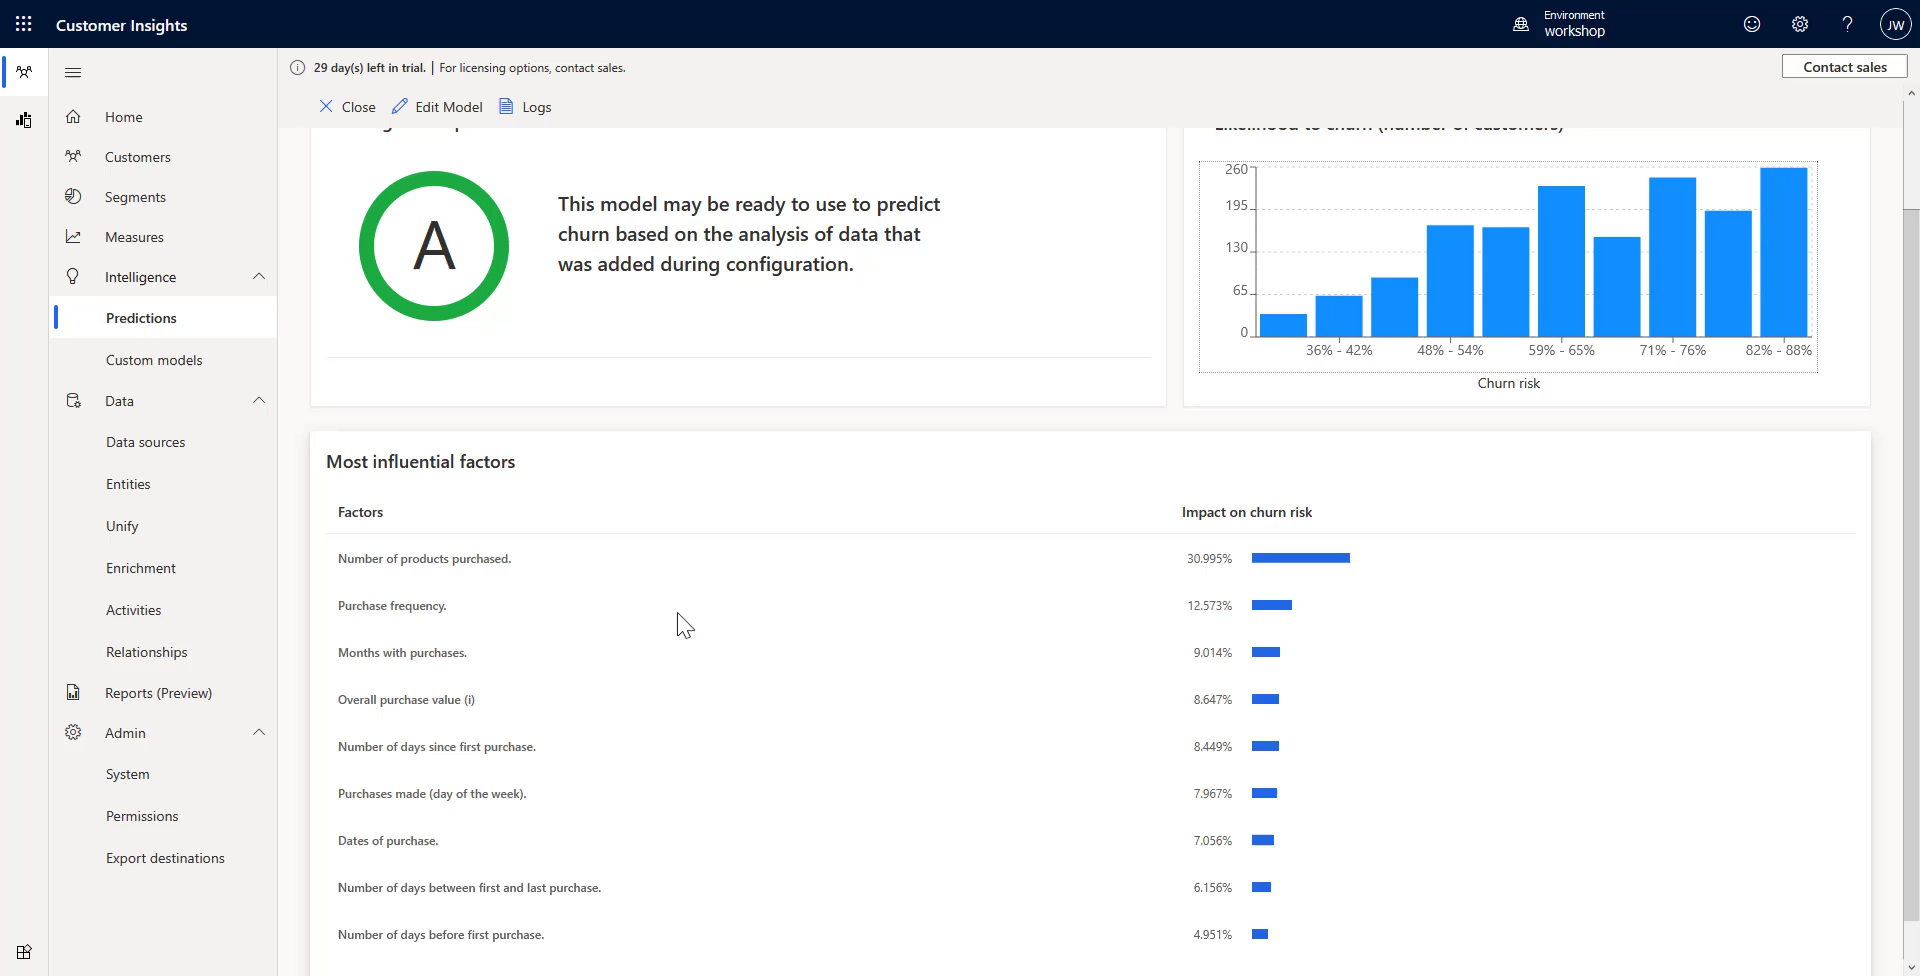 Customer Insights
Environment
workshop
JW
29 day(s) left in trial. | For licensing options, contact sales.
Contact sales
Close
Edit Model
Logs
Home
Customers
Segments
Measures
Intelligence
Predictions
Custom models
Data
Data sources
Entities
Unify
Enrichment
Activities
Relationships
Reports (Preview)
Admin
System
Permissions
Export destinations
A
This model may be ready to use to predict
churn based on the analysis of data that
was added during configuration.
Likelihood to churn (number of customers)
260
195
130
65
0
36% - 42%
48% - 54%
59% - 65%
71% - 76%
82% - 88%
Churn risk
Most influential factors
Factors
Impact on churn risk
Number of products purchased.
30.995%
Purchase frequency.
12.573%
Months with purchases.
9.014%
Overall purchase value (i)
8.647%
Number of days since first purchase.
8.449%
Purchases made (day of the week).
7.967%
Dates of purchase.
7.056%
Number of days between first and last purchase.
6.156%
Number of days before first purchase.
4.951%